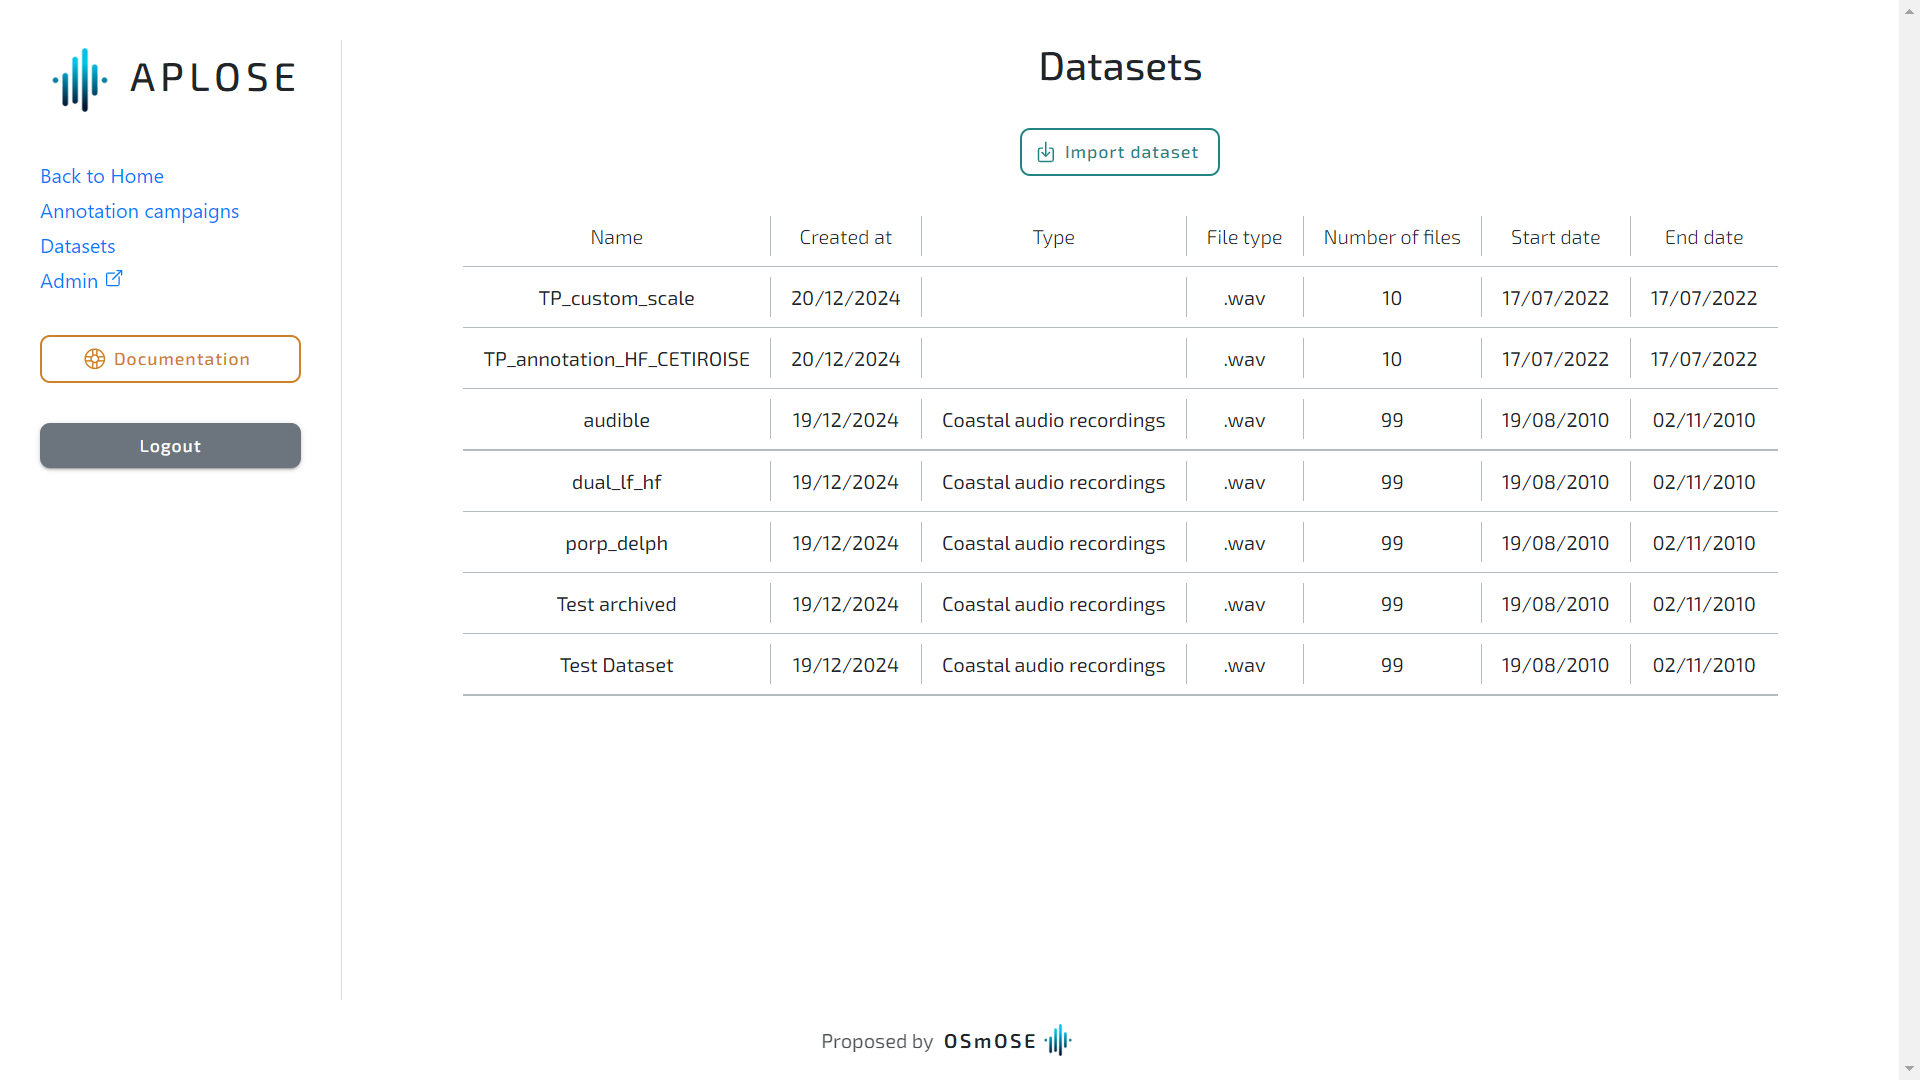 APLOSE
Back to Home
Annotation campaigns
Datasets
Admin
Documentation
Logout
Datasets
Import dataset
Name Created at Type File type Number of files Start date End date
TP_custom_scale 20/12/2024 .wav 10 17/07/2022 17/07/2022
TP_annotation_HF_CETIROISE 20/12/2024 .wav 10 17/07/2022 17/07/2022
audible 19/12/2024 Coastal audio recordings .wav 99 19/08/2010 02/11/2010
dual_lf_hf 19/12/2024 Coastal audio recordings .wav 99 19/08/2010 02/11/2010
porp_delph 19/12/2024 Coastal audio recordings .wav 99 19/08/2010 02/11/2010
Test archived 19/12/2024 Coastal audio recordings .wav 99 19/08/2010 02/11/2010
Test Dataset 19/12/2024 Coastal audio recordings .wav 99 19/08/2010 02/11/2010
Proposed by OSmOSE